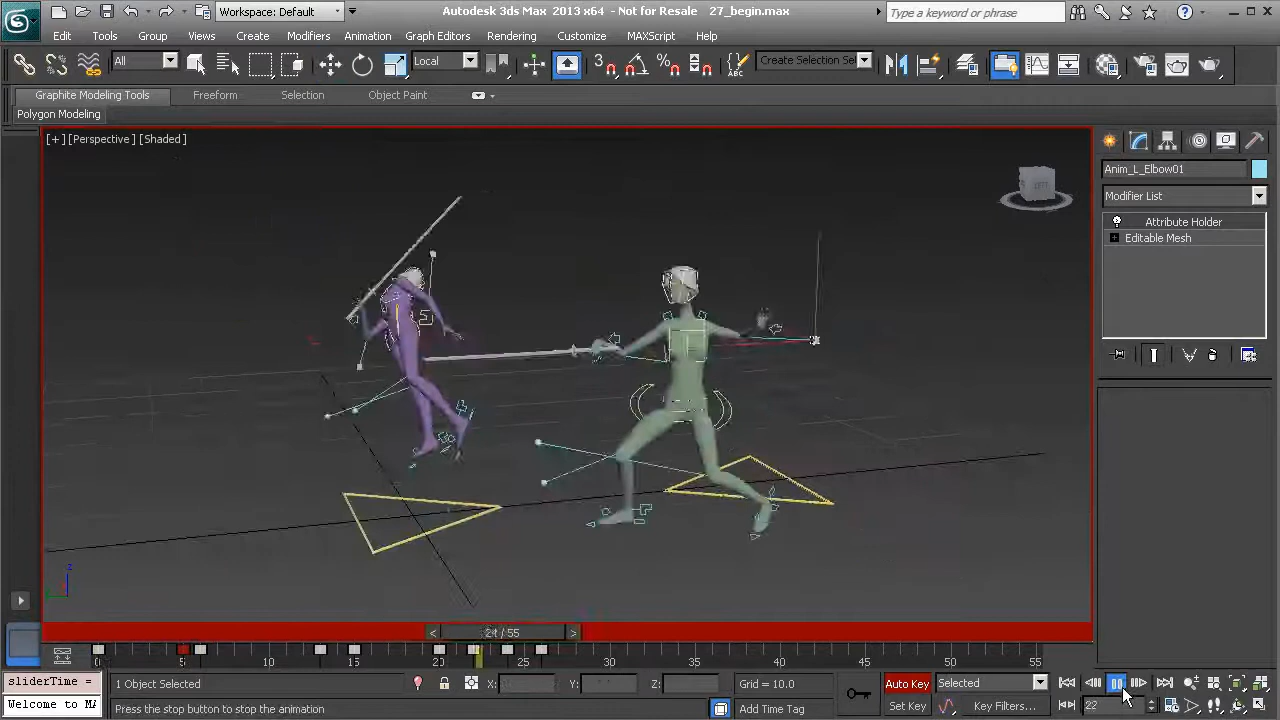 Workspace: Default
Autodesk 3ds Max 2013 x64 - Not for Resale 27_begin.max
Type a keyword or phrase
Edit Tools Group Views Create Modifiers Animation Graph Editors Rendering Customize MAXScript Help
All
Local
Create Selection Se
Graphite Modeling Tools Freeform Selection Object Paint
Polygon Modeling
[+] [Perspective] [Shaded]
Anim_L_Elbow01
Modifier List
Attribute Holder
Editable Mesh
z
< / 55 >
0 5 10 15 20 25 30 35 40 45 50 55
sliderTime =
1 Object Selected
X: Y: Z:
Grid = 10.0
Auto Key
Selected
Welcome to MA
Press the stop button to stop the animation
Add Time Tag
Set Key
Key Filters...
22